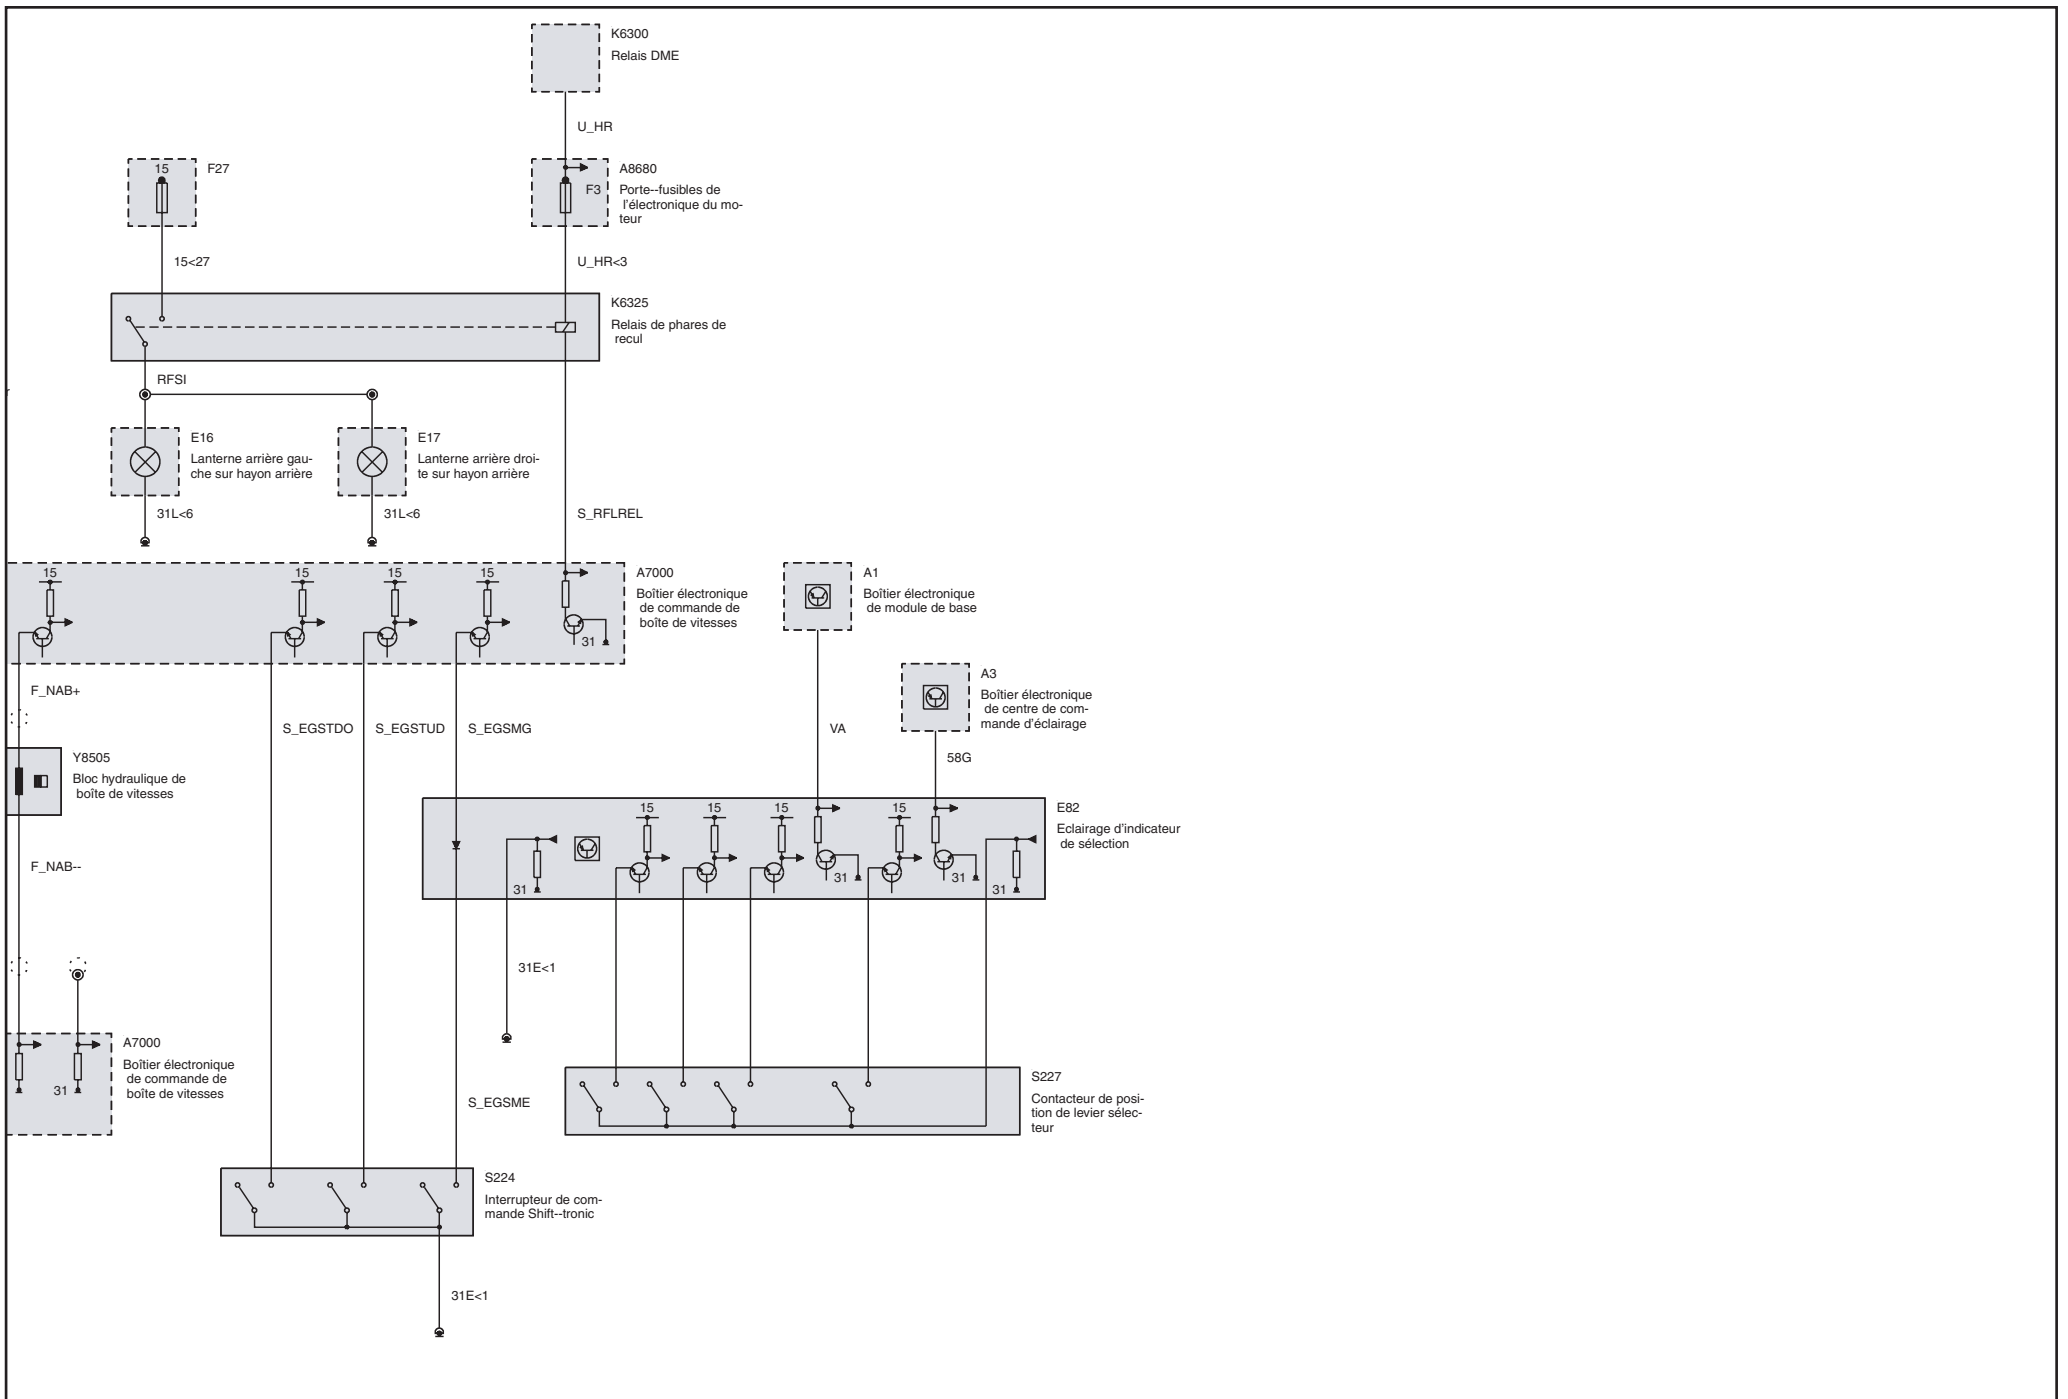 K6300
Relais DME
U_HR
15
F27
A8680
F3
Porte--fusibles de
l'électronique du mo-
teur
15<27
U_HR<3
K6325
Relais de phares de
recul
RFSI
E16
Lanterne arrière gau-
che sur hayon arrière
E17
Lanterne arrière droi-
te sur hayon arrière
31L<6
31L<6
S_RFLREL
15
15
15
15
31
A7000
Boîtier électronique
de commande de
boîte de vitesses
A1
Boîtier électronique
de module de base
A3
Boîtier électronique
de centre de com-
mande d'éclairage
F_NAB+
S_EGSTDO
S_EGSTUD
S_EGSMG
VA
58G
Y8505
Bloc hydraulique de
boîte de vitesses
15
15
15
15
31
31
31
31
E82
Eclairage d'indicateur
de sélection
F_NAB--
31E<1
A7000
Boîtier électronique
de commande de
boîte de vitesses
31
S_EGSME
S227
Contacteur de posi-
tion de levier sélec-
teur
S224
Interrupteur de com-
mande Shift--tronic
31E<1